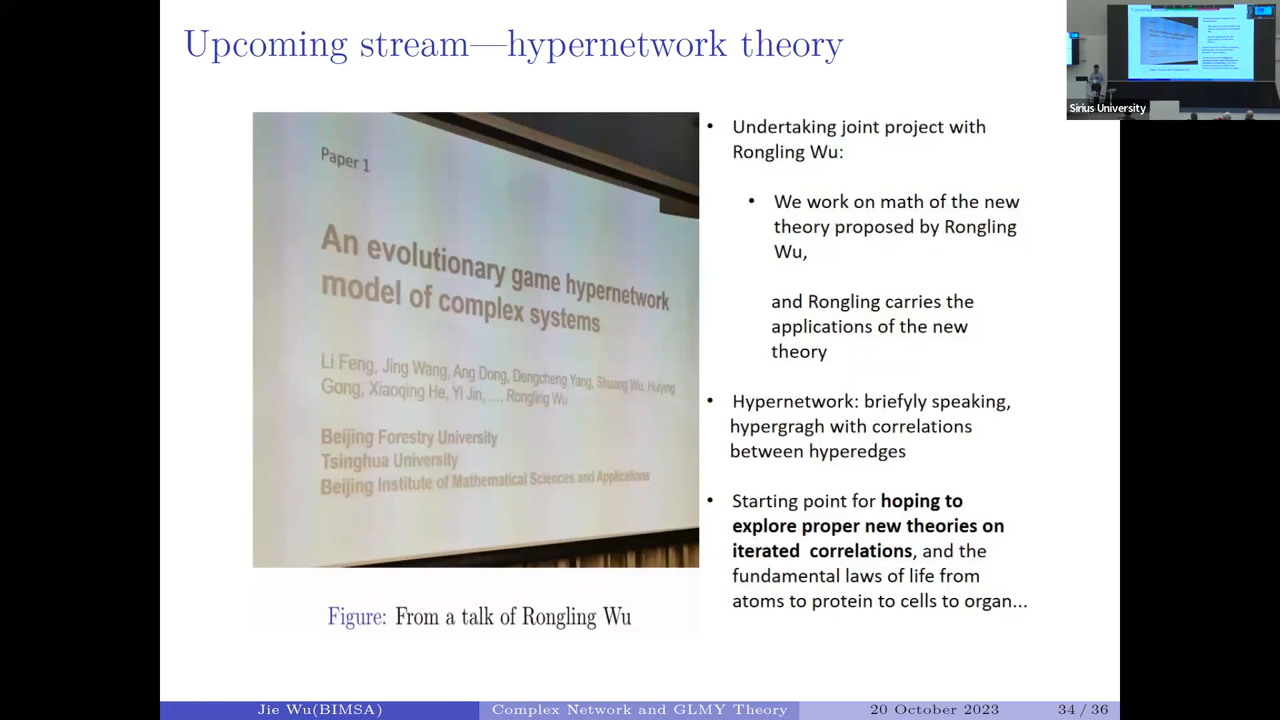 Upcoming stream—hypernetwork theory
Sirius University
Paper 1
An evolutionary game hypernetwork
model of complex systems
Li Feng, Jing Wang, Ang Dong, Dengcheng Yang, Shuang Wu, Huiying
Gong, Xiaoqing He, Yi Jin, ..., Rongling Wu
Beijing Forestry University
Tsinghua University
Beijing Institute of Mathematical Sciences and Applications
Figure: From a talk of Rongling Wu
• Undertaking joint project with
Rongling Wu:
• We work on math of the new
theory proposed by Rongling
Wu,
and Rongling carries the
applications of the new
theory
• Hypernetwork: briefyly speaking,
hypergragh with correlations
between hyperedges
• Starting point for hoping to
explore proper new theories on
iterated correlations, and the
fundamental laws of life from
atoms to protein to cells to organ...
Jie Wu(BIMSA)
Complex Network and GLMY Theory
20 October 2023
34 / 36